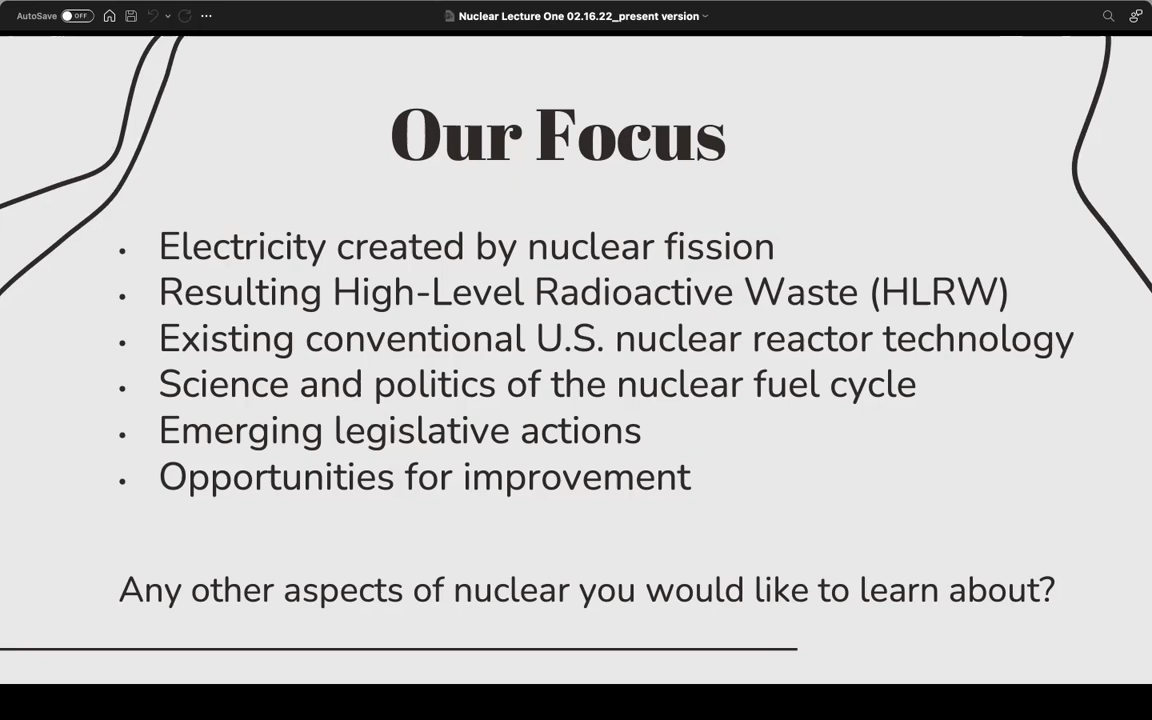 AutoSave OFF
Nuclear Lecture One 02.16.22_present version
Our Focus
• Electricity created by nuclear fission
• Resulting High-Level Radioactive Waste (HLRW)
• Existing conventional U.S. nuclear reactor technology
• Science and politics of the nuclear fuel cycle
• Emerging legislative actions
• Opportunities for improvement
Any other aspects of nuclear you would like to learn about?